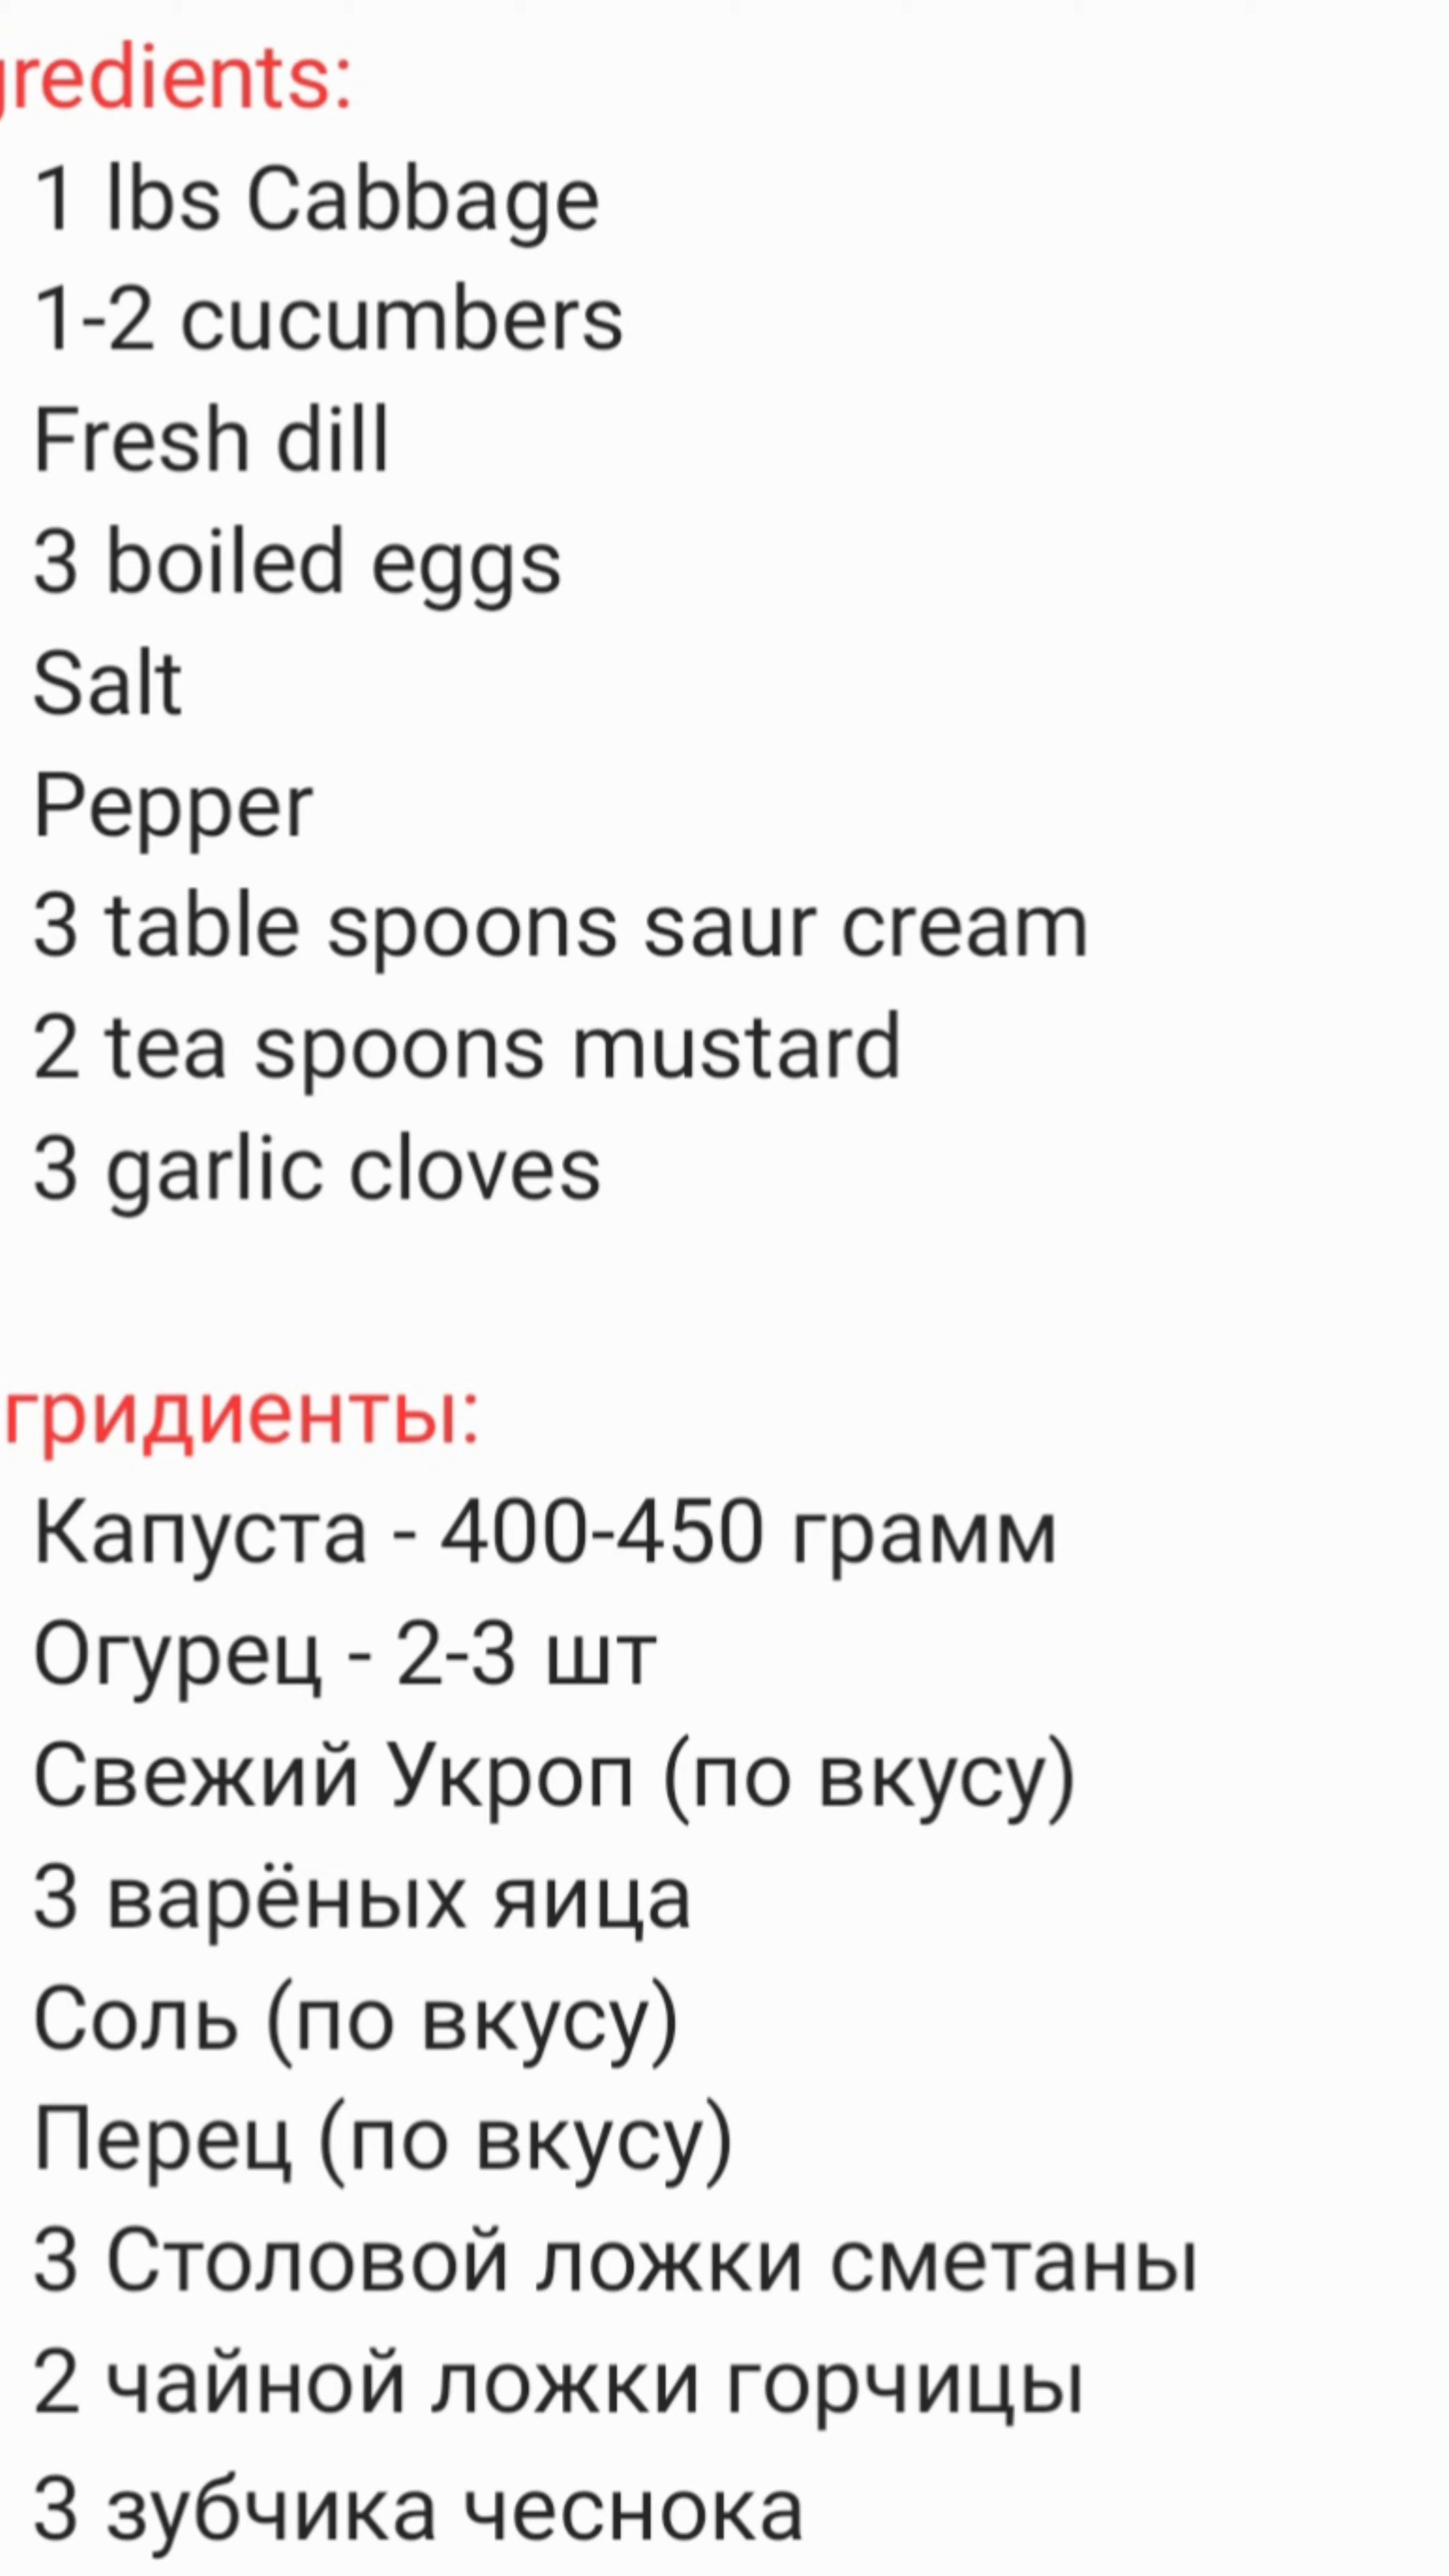 gredients:
1 lbs Cabbage
1-2 cucumbers
Fresh dill
3 boiled eggs
Salt
Pepper
3 table spoons saur cream
2 tea spoons mustard
3 garlic cloves
гридиенты:
Капуста - 400-450 грамм
Огурец - 2-3 шт
Свежий Укроп (по вкусу)
3 варёных яица
Соль (по вкусу)
Перец (по вкусу)
3 Столовой ложки сметаны
2 чайной ложки горчицы
3 зубчика чеснока